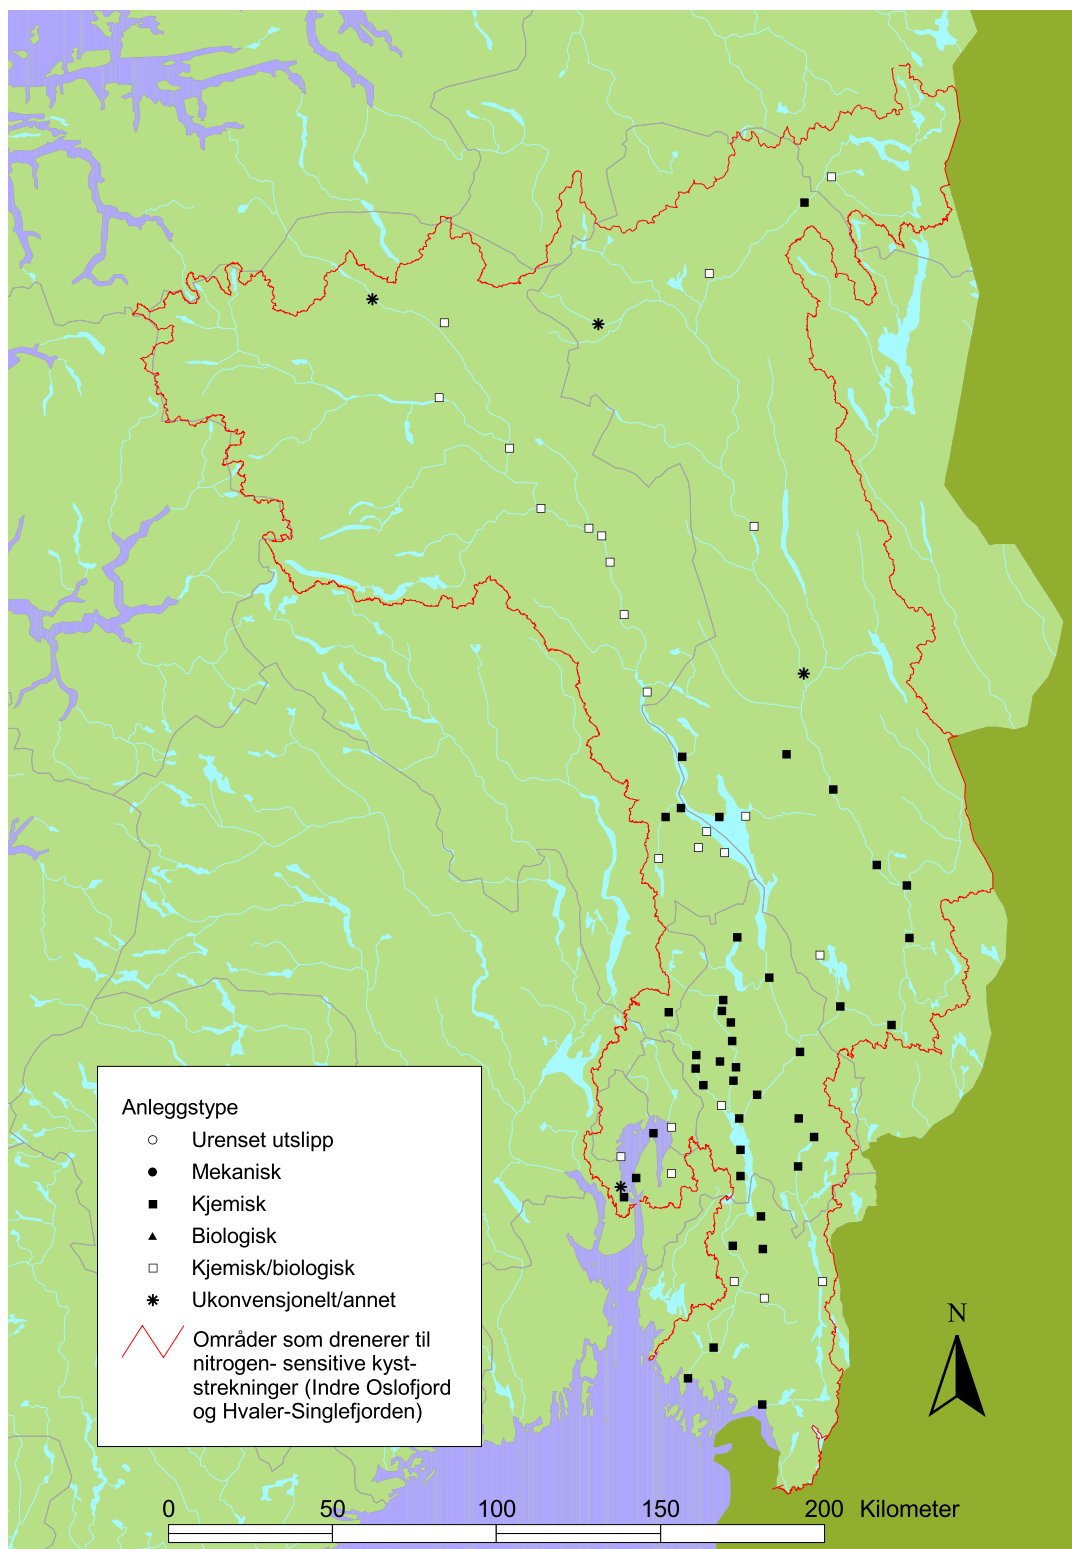 Anleggstype
Urenset utslipp
Mekanisk
Kjemisk
Biologisk
Kjemisk/biologisk
Ukonvensjonelt/annet
Områder som drenerer til
nitrogen- sensitive kyst-
strekninger (Indre Oslofjord
og Hvaler-Singlefjorden)
N
0 50 100 150 200 Kilometer